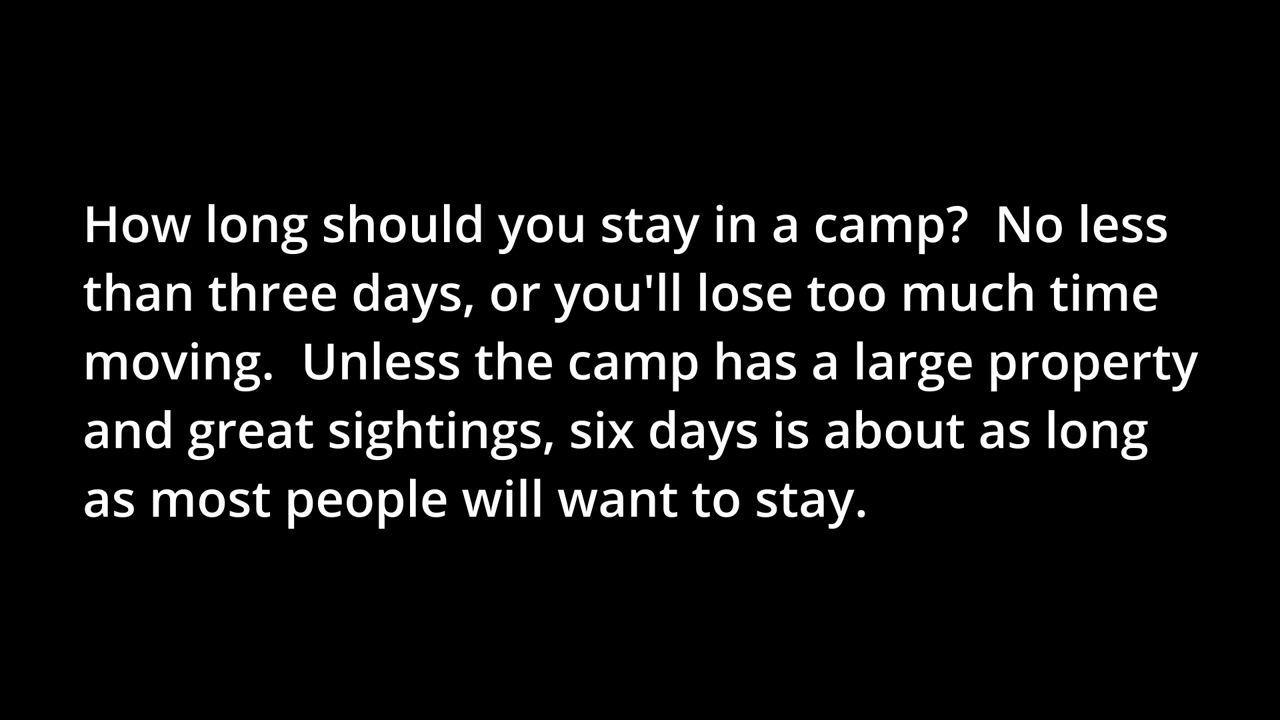 How long should you stay in a camp?  No less
than three days, or you'll lose too much time
moving.  Unless the camp has a large property
and great sightings, six days is about as long
as most people will want to stay.